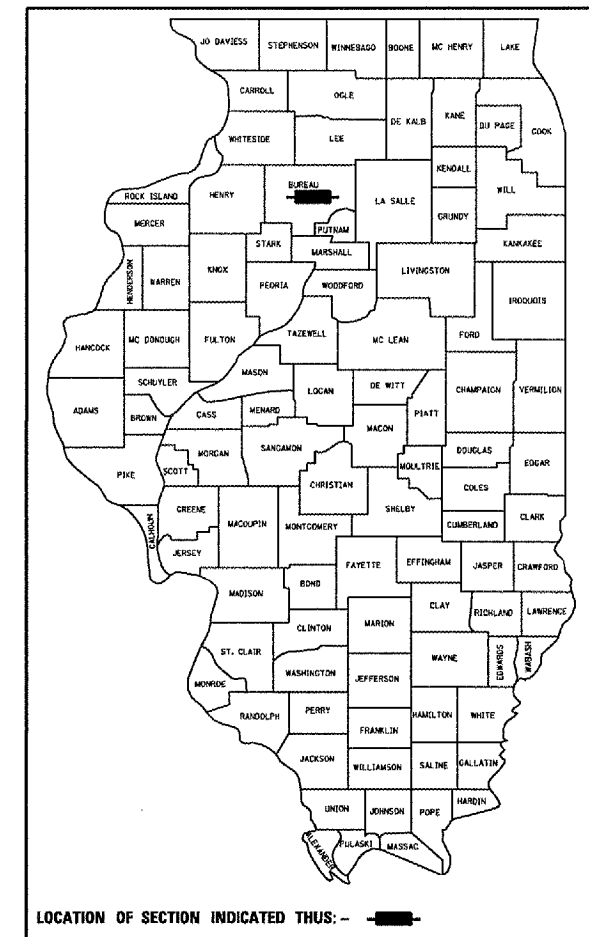 JO DAVIESS STEPHENSON WINNEBAGO BOONE MC HENRY LAKE
CARROLL OGLE DE KALB KANE DU PAGE COOK
WHITESIDE LEE KENDALL WILL
ROCK ISLAND HENRY BUREAU LA SALLE GRUNDY
MERCER PUTNAM KANKAKEE
HENDERSON WARREN KNOX STARK MARSHALL LIVINGSTON
PEORIA WOODFORD IROQUOIS
HANCOCK MC DONOUGH FULTON TAZEWELL MC LEAN FORD
SCHUYLER MASON LOGAN DE WITT CHAMPAIGN VERMILION
ADAMS BROWN CASS MENARD MACON PIATT
PIKE SCOTT MORGAN SANGAMON MOULTRIE DOUGLAS EDGAR
CHRISTIAN COLES
CALHOUN GREENE MACOUPIN MONTGOMERY SHELBY CUMBERLAND CLARK
JERSEY FAYETTE EFFINGHAM JASPER CRAWFORD
MADISON BOND CLAY RICHLAND LAWRENCE
CLINTON MARION
ST. CLAIR WAYNE EDWARDS WABASH
MONROE WASHINGTON JEFFERSON
RANDOLPH PERRY HAMILTON WHITE
FRANKLIN
JACKSON WILLIAMSON SALINE GALLATIN
UNION JOHNSON POPE HARDIN
ALEXANDER PULASKI MASSAC
LOCATION OF SECTION INDICATED THUS: -